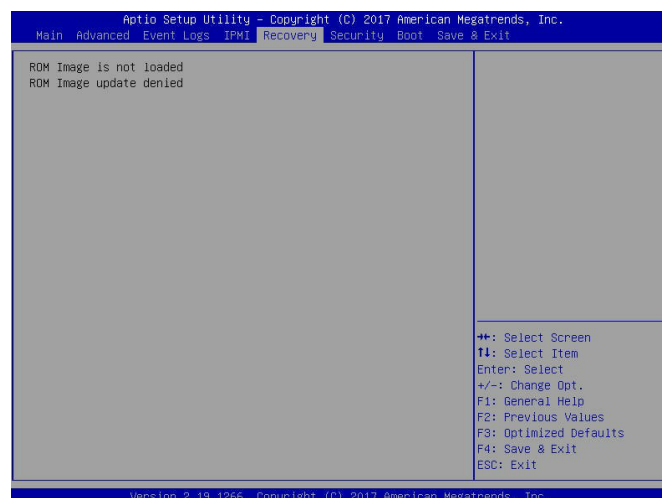 Aptio Setup Utility - Copyright (C) 2017 American Megatrends, Inc.
Main Advanced Event Logs IPMI Recovery Security Boot Save & Exit
ROM Image is not loaded
ROM Image update denied
→←: Select Screen
↑↓: Select Item
Enter: Select
+/-: Change Opt.
F1: General Help
F2: Previous Values
F3: Optimized Defaults
F4: Save & Exit
ESC: Exit
Version 2.19.1266. Copyright (C) 2017 American Megatrends, Inc.